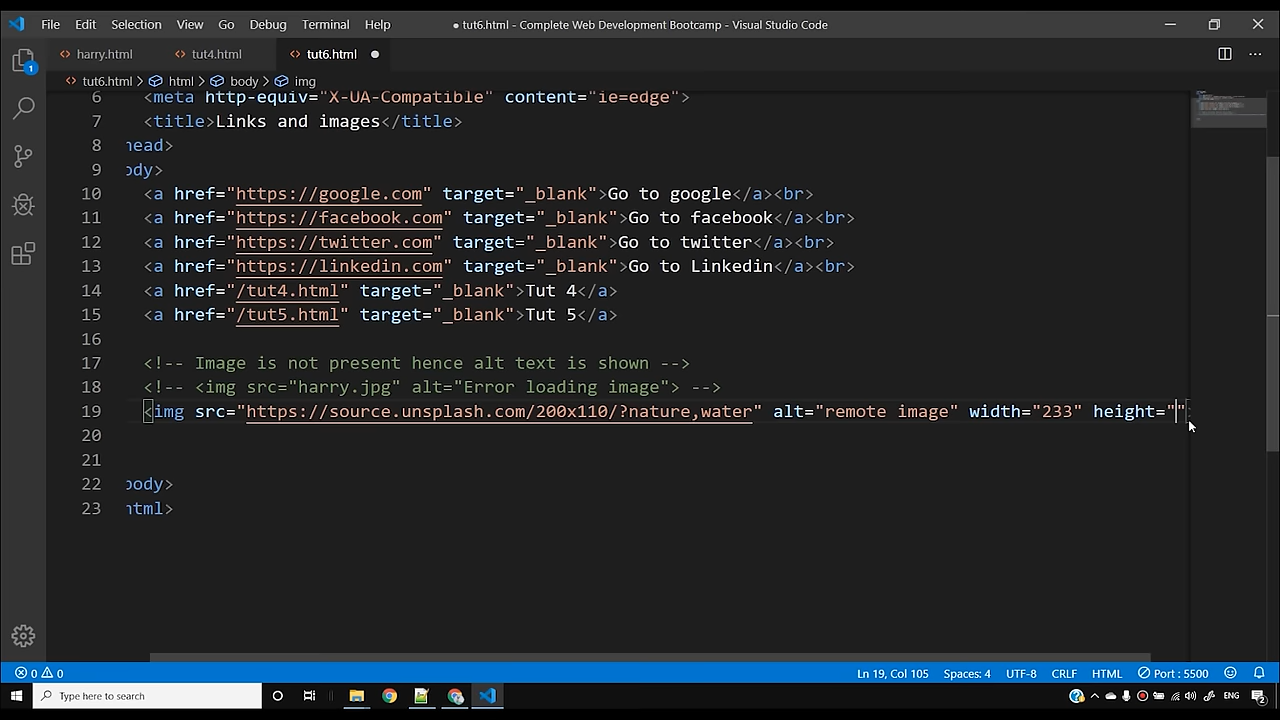 File Edit Selection View Go Debug Terminal Help ● tut6.html - Complete Web Development Bootcamp - Visual Studio Code
harry.html tut4.html tut6.html
tut6.html > html > body > img
6 <meta http-equiv="X-UA-Compatible" content="ie=edge">
7 <title>Links and images</title>
8 head>
9 ody>
10 <a href="https://google.com" target="_blank">Go to google</a><br>
11 <a href="https://facebook.com" target="_blank">Go to facebook</a><br>
12 <a href="https://twitter.com" target="_blank">Go to twitter</a><br>
13 <a href="https://linkedin.com" target="_blank">Go to Linkedin</a><br>
14 <a href="/tut4.html" target="_blank">Tut 4</a>
15 <a href="/tut5.html" target="_blank">Tut 5</a>
16
17 <!-- Image is not present hence alt text is shown -->
18 <!-- <img src="harry.jpg" alt="Error loading image"> -->
19 <img src="https://source.unsplash.com/200x110/?nature,water" alt="remote image" width="233" height=""
20
21
22 body>
23 html>
0 0 Ln 19, Col 105 Spaces: 4 UTF-8 CRLF HTML Port : 5500
Type here to search ENG 2
1